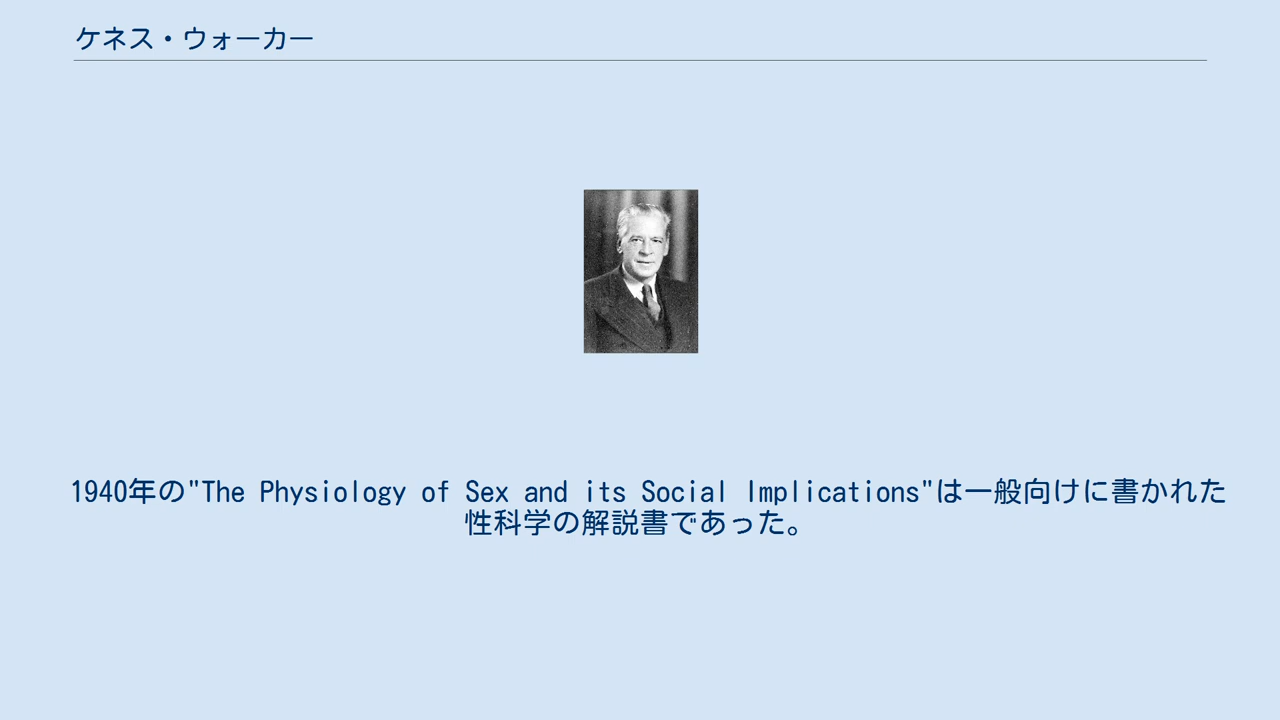 ケネス・ウォーカー
1940年の"The Physiology of Sex and its Social Implications"は一般向けに書かれた
性科学の解説書であった。